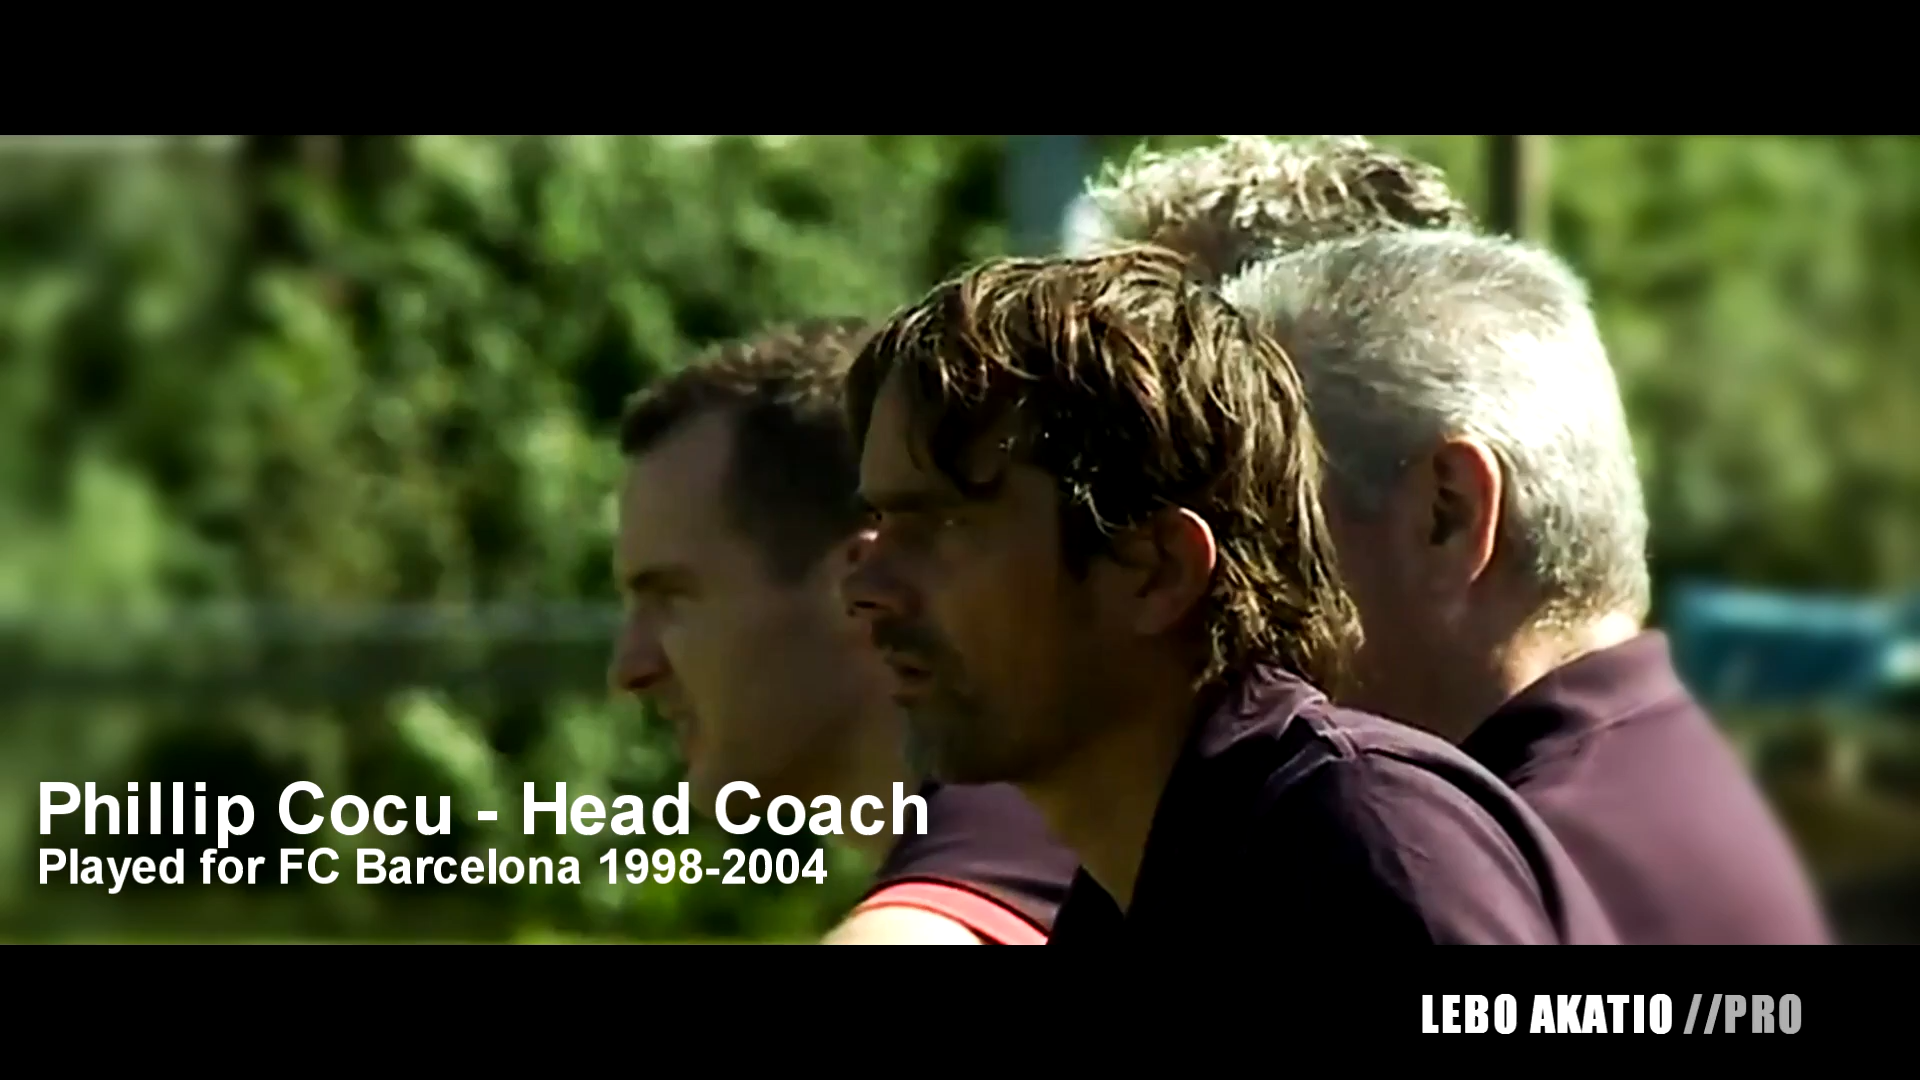 Phillip Cocu - Head Coach
Played for FC Barcelona 1998-2004
LEBO AKATIO //PRO